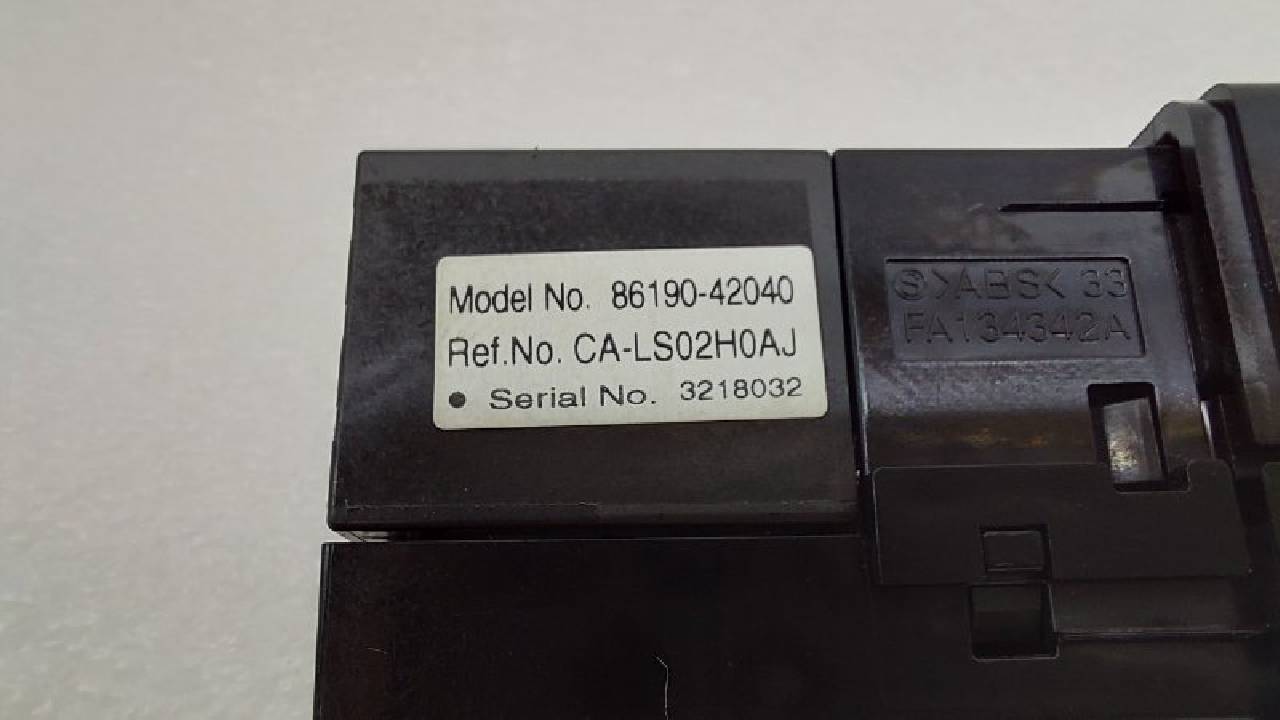 Model No. 86190-42040
Ref.No. CA-LS02H0AJ
● Serial No. 3218032
Ⓢ>ABS< 33
FA134342A